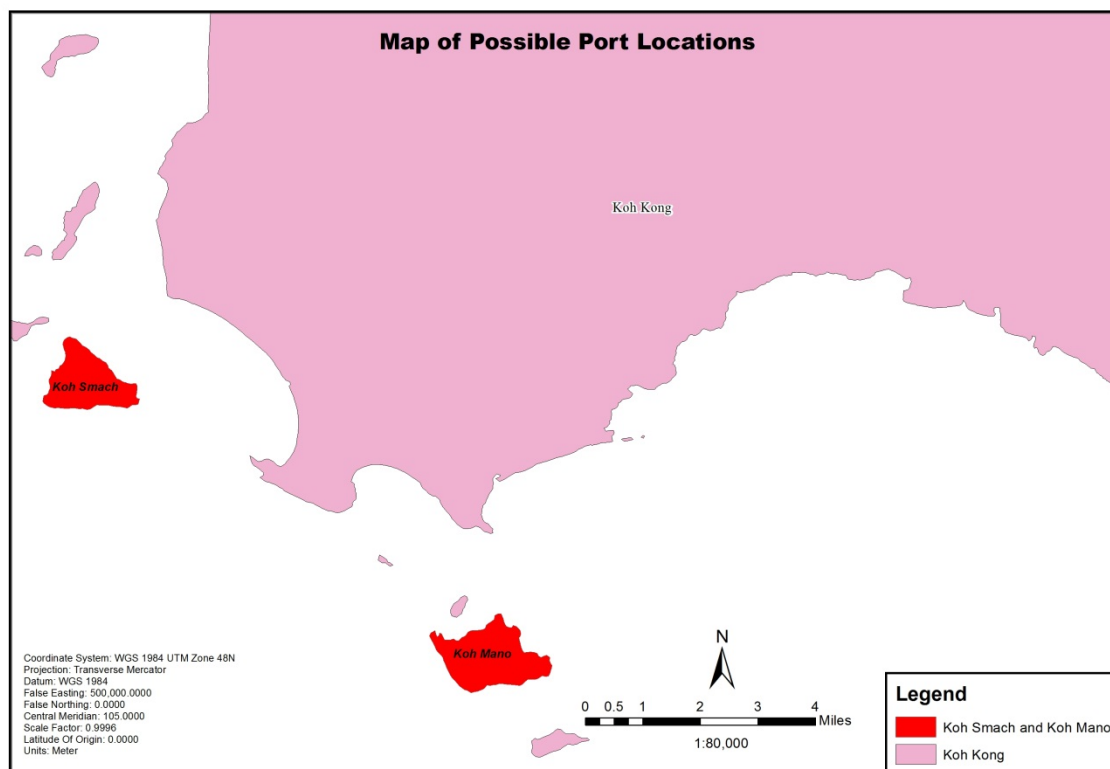 Map of Possible Port Locations
Koh Kong
Koh Smach
Koh Mano
Coordinate System: WGS 1984 UTM Zone 48N
Projection: Transverse Mercator
Datum: WGS 1984
False Easting: 500,000.0000
False Northing: 0.0000
Central Meridian: 105.0000
Scale Factor: 0.9996
Latitude Of Origin: 0.0000
Units: Meter
N
0 0.5 1 2 3 4
Miles
1:80,000
Legend
Koh Smach and Koh Mano
Koh Kong